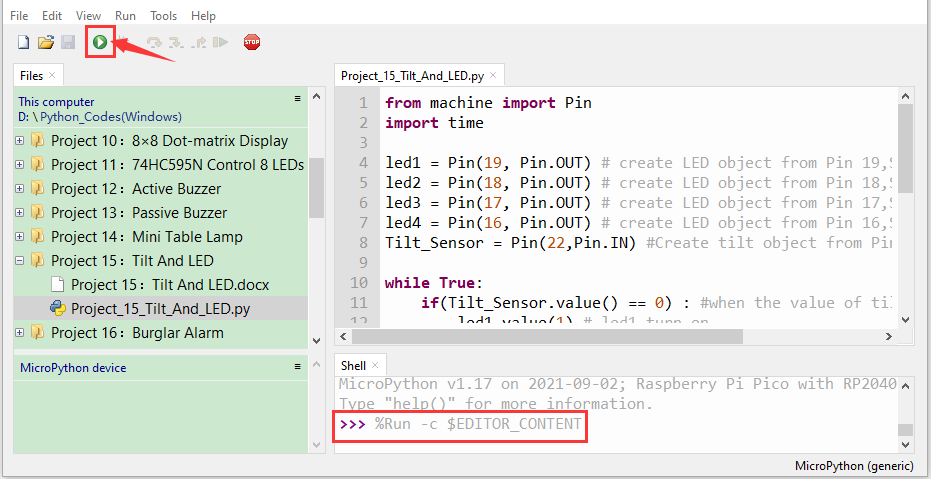 File Edit View Run Tools Help
STOP
Files ×
This computer
D: \ Python_Codes(Windows)
Project 10：8×8 Dot-matrix Display
Project 11：74HC595N Control 8 LEDs
Project 12：Active Buzzer
Project 13：Passive Buzzer
Project 14：Mini Table Lamp
Project 15：Tilt And LED
Project 15：Tilt And LED.docx
Project_15_Tilt_And_LED.py
Project 16：Burglar Alarm
MicroPython device
Project_15_Tilt_And_LED.py ×
1 from machine import Pin
2 import time
3
4 led1 = Pin(19, Pin.OUT) # create LED object from Pin 19,S
5 led2 = Pin(18, Pin.OUT) # create LED object from Pin 18,S
6 led3 = Pin(17, Pin.OUT) # create LED object from Pin 17,S
7 led4 = Pin(16, Pin.OUT) # create LED object from Pin 16,S
8 Tilt_Sensor = Pin(22,Pin.IN) #Create tilt object from Pin
9
10 while True:
11 if(Tilt_Sensor.value() == 0) : #when the value of til
12 led1.value(1) # led1 turn on
Shell ×
MicroPython v1.17 on 2021-09-02; Raspberry Pi Pico with RP2040
Type "help()" for more information.
>>> %Run -c $EDITOR_CONTENT
MicroPython (generic)